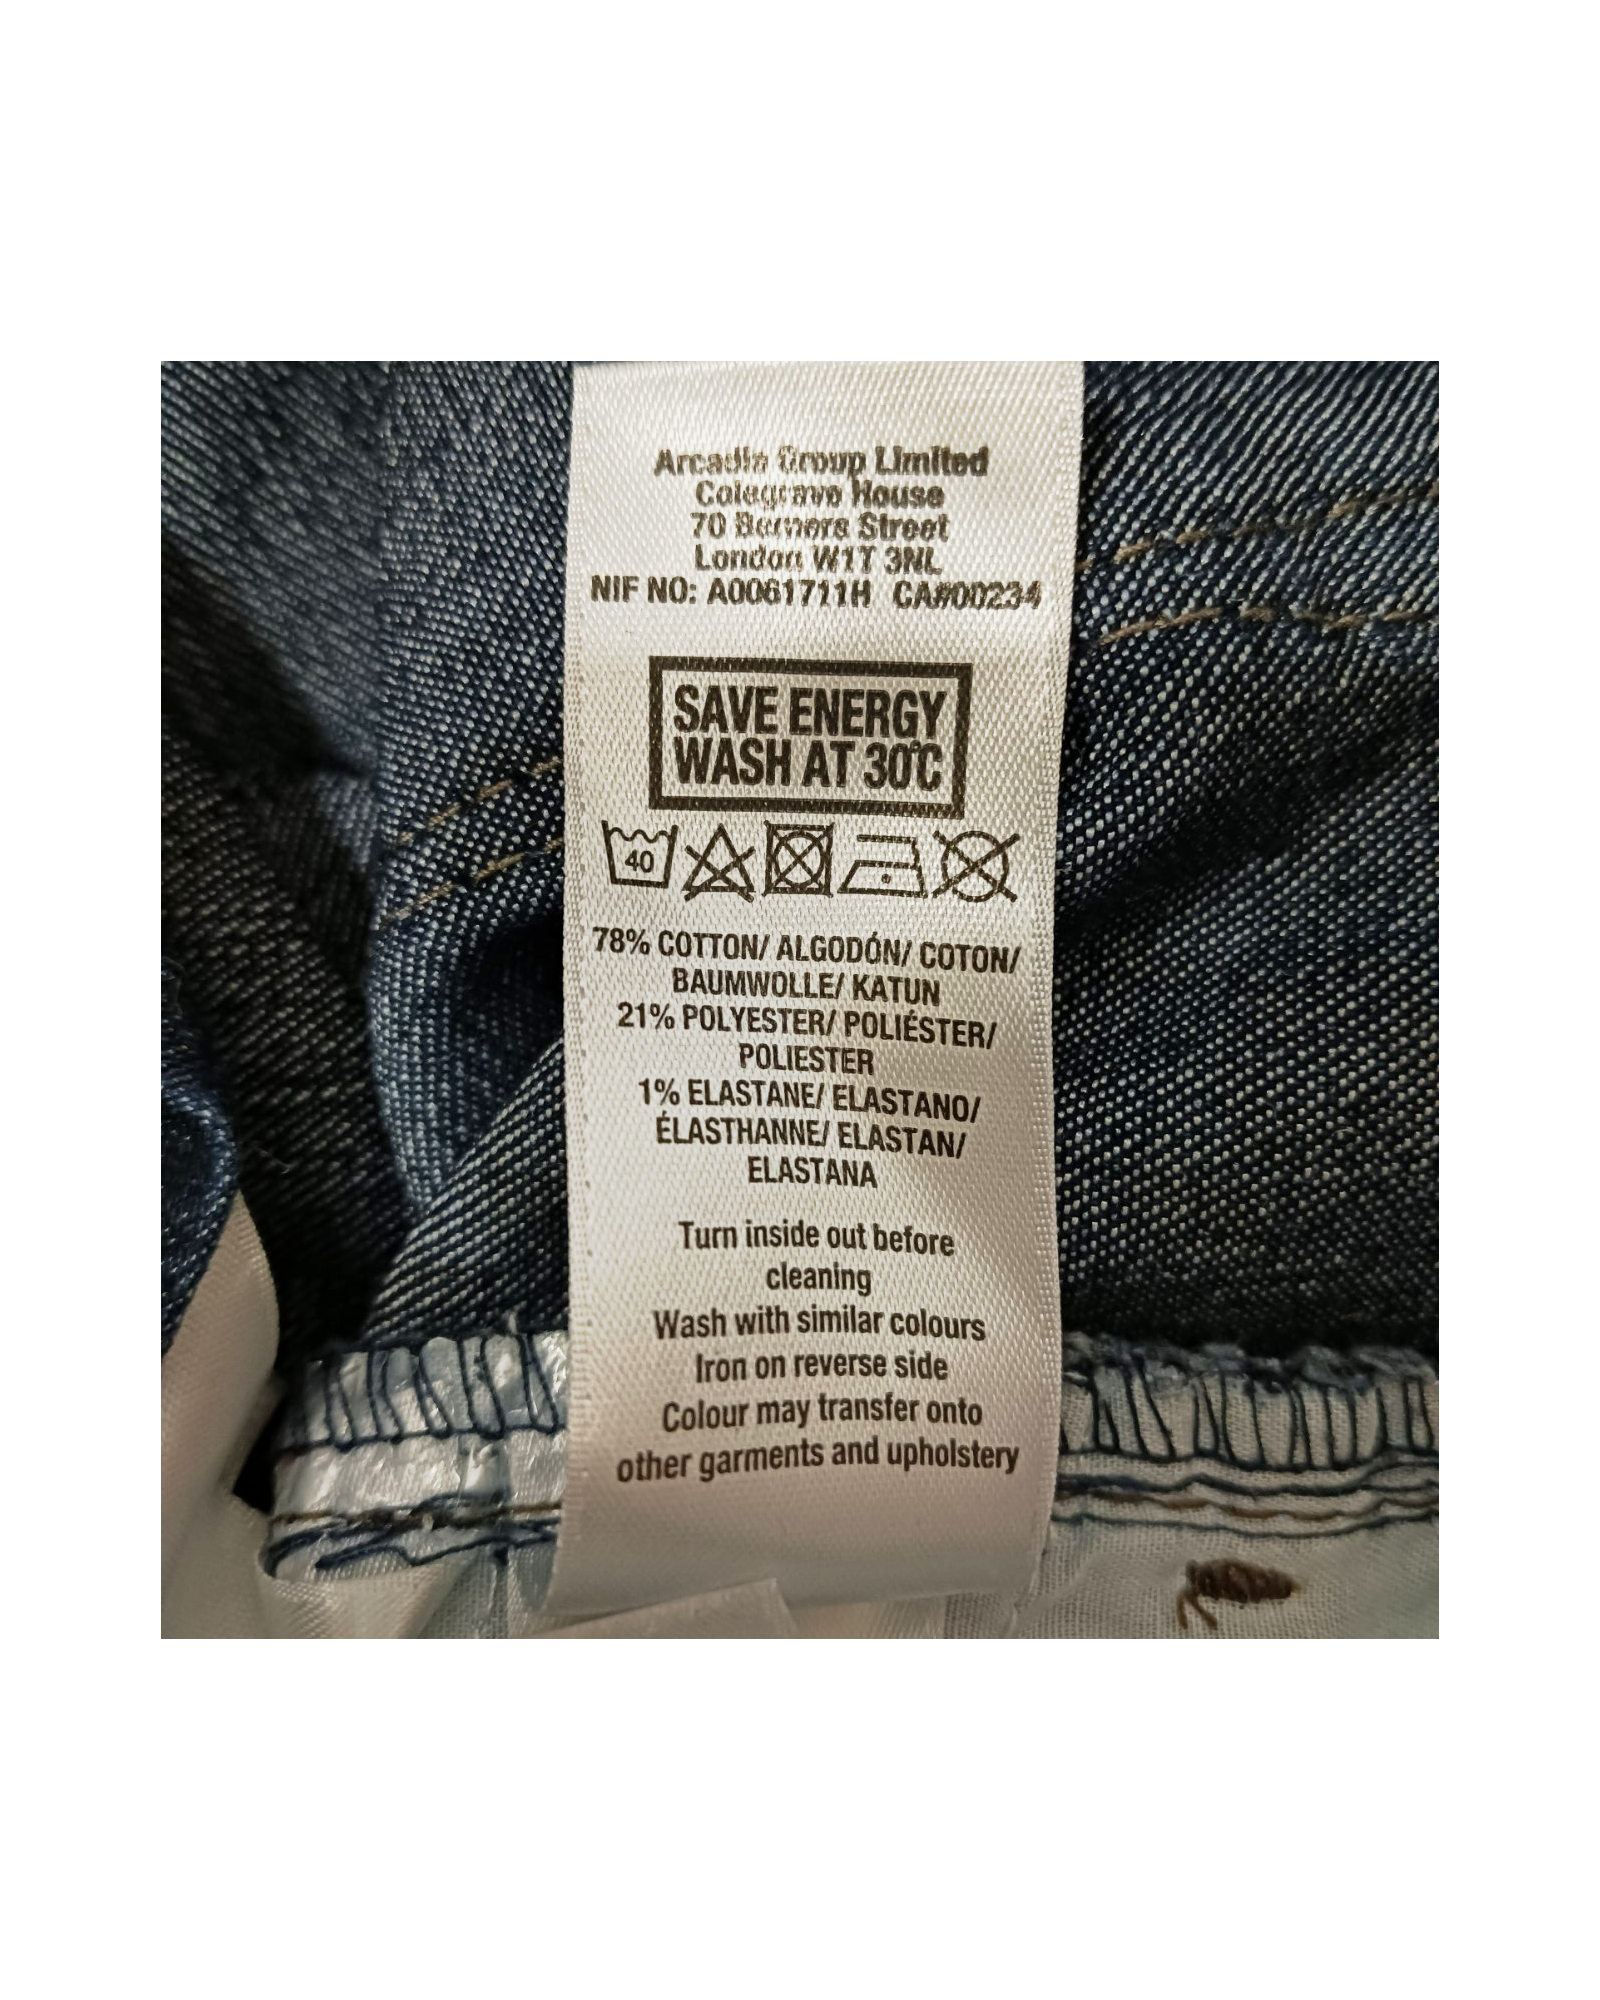 Arcadia Group Limited
Colegrave House
70 Berners Street
London W1T 3NL
NIF NO: A0061711H CA#00234
SAVE ENERGY
WASH AT 30°C
40
78% COTTON/ ALGODÓN/ COTON/
BAUMWOLLE/ KATUN
21% POLYESTER/ POLIÉSTER/
POLIESTER
1% ELASTANE/ ELASTANO/
ÉLASTHANNE/ ELASTAN/
ELASTANA
Turn inside out before
cleaning
Wash with similar colours
Iron on reverse side
Colour may transfer onto
other garments and upholstery